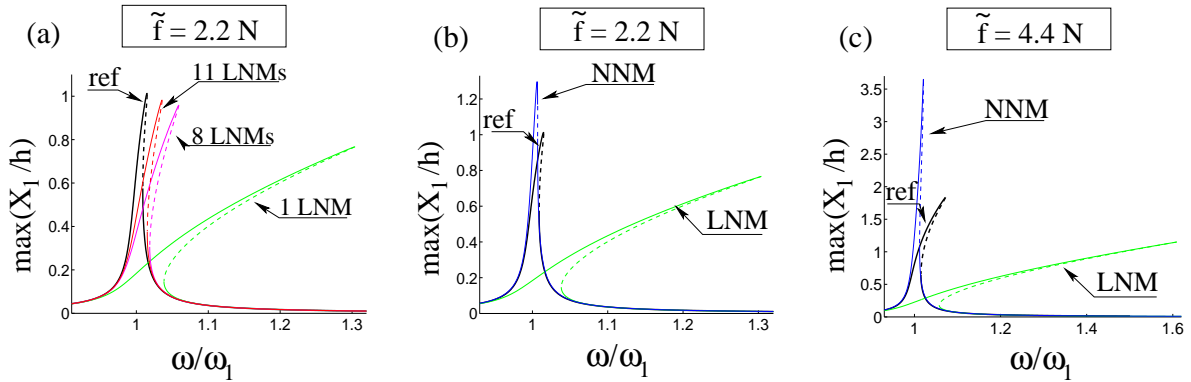 (a)
f̃ = 2.2 N
ref
11 LNMs
8 LNMs
1 LNM
max(X₁/h)
1
0.8
0.6
0.4
0.2
0
1
1.1
1.2
1.3
ω/ω₁
(b)
f̃ = 2.2 N
NNM
ref
LNM
max(X₁/h)
1.2
1
0.8
0.6
0.4
0.2
0
1
1.1
1.2
1.3
ω/ω₁
(c)
f̃ = 4.4 N
NNM
ref
LNM
max(X₁/h)
3.5
3
2.5
2
1.5
1
0.5
0
1
1.2
1.4
1.6
ω/ω₁